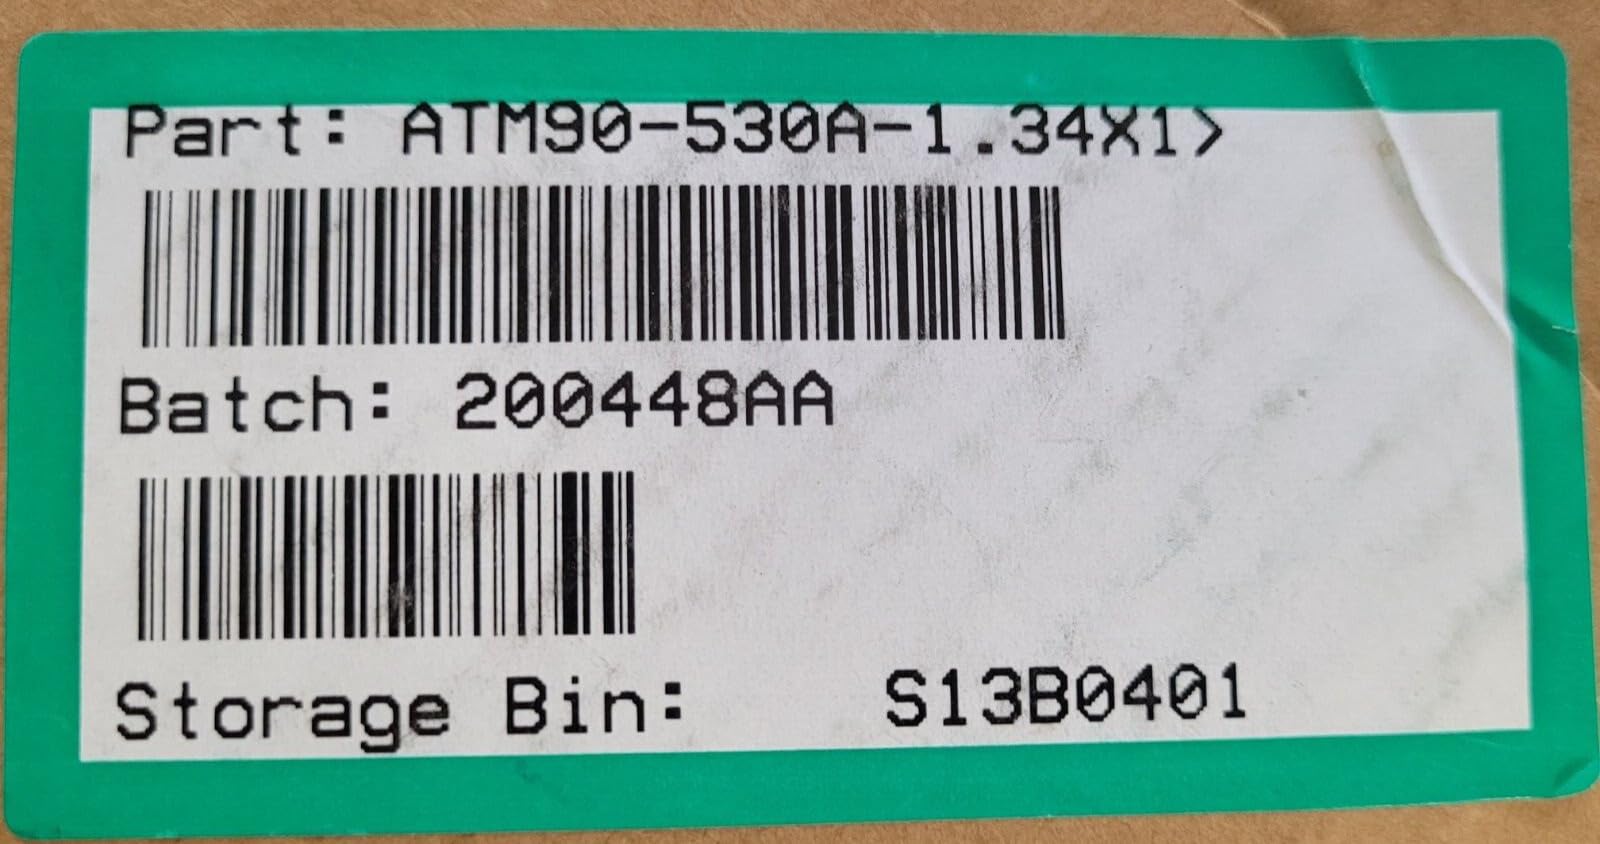 Part: ATM90-530A-1.34X1>
Batch: 200448AA
Storage Bin: S13B0401